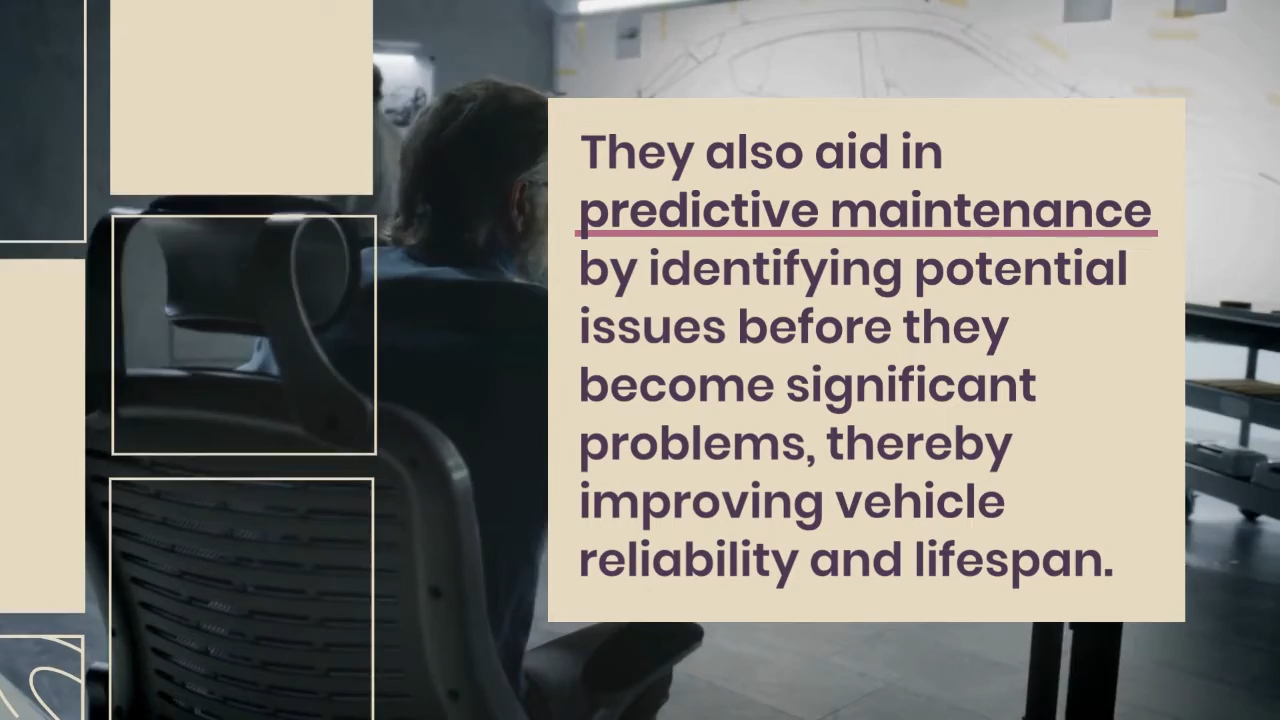 They also aid in
predictive maintenance
by identifying potential
issues before they
become significant
problems, thereby
improving vehicle
reliability and lifespan.